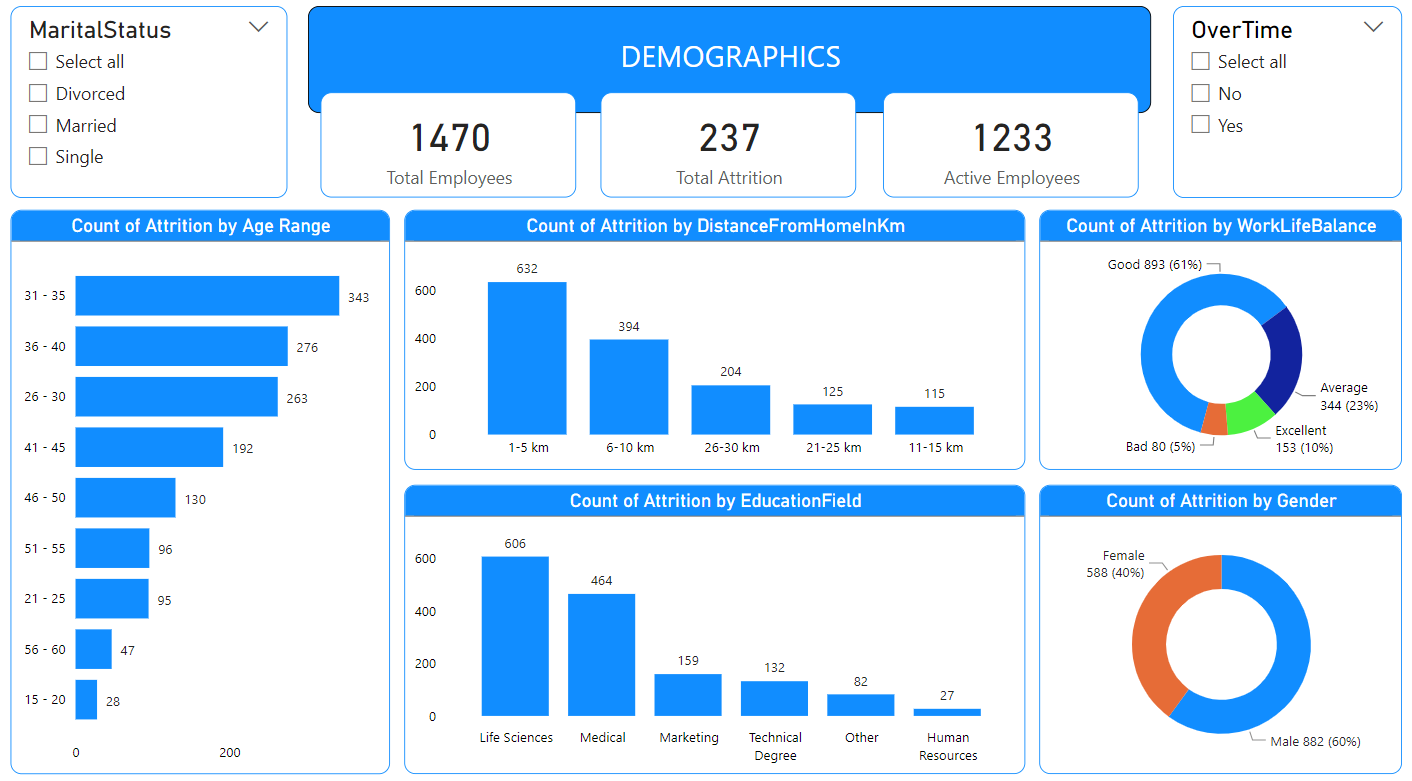 MaritalStatus
Select all
Divorced
Married
Single
DEMOGRAPHICS
1470
Total Employees
237
Total Attrition
1233
Active Employees
OverTime
Select all
No
Yes
Count of Attrition by Age Range
31 - 35 343
36 - 40 276
26 - 30 263
41 - 45 192
46 - 50 130
51 - 55 96
21 - 25 95
56 - 60 47
15 - 20 28
0 200
Count of Attrition by DistanceFromHomeInKm
632
600
394
400
204
200
125
115
0
1-5 km 6-10 km 26-30 km 21-25 km 11-15 km
Count of Attrition by WorkLifeBalance
Good 893 (61%)
Average
344 (23%)
Excellent
153 (10%)
Bad 80 (5%)
Count of Attrition by EducationField
606
600
464
400
200
159
132
82
27
0
Life Sciences
Medical
Marketing
Technical
Degree
Other
Human
Resources
Count of Attrition by Gender
Female
588 (40%)
Male 882 (60%)